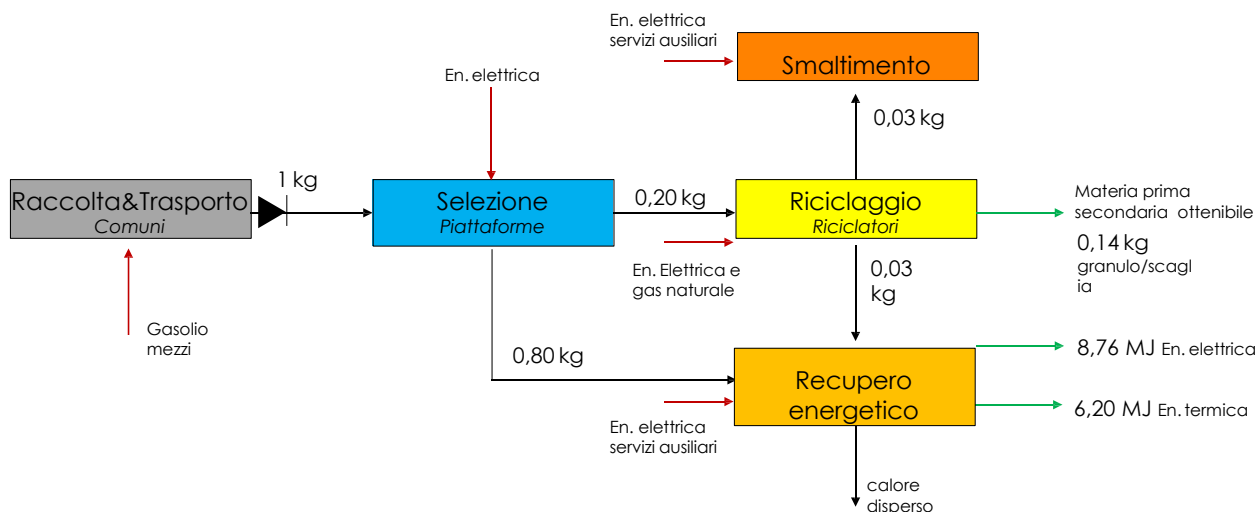 En. elettrica
servizi ausiliari
Smaltimento
En. elettrica
0,03 kg
Raccolta&Trasporto
Comuni
1 kg
Selezione
Piattaforme
0,20 kg
Riciclaggio
Riciclatori
Materia prima
secondaria ottenibile
0,14 kg
granulo/scagl
ia
En. Elettrica e
gas naturale
0,03
kg
Gasolio
mezzi
0,80 kg
Recupero
energetico
8,76 MJ En. elettrica
6,20 MJ En. termica
En. elettrica
servizi ausiliari
calore
disperso